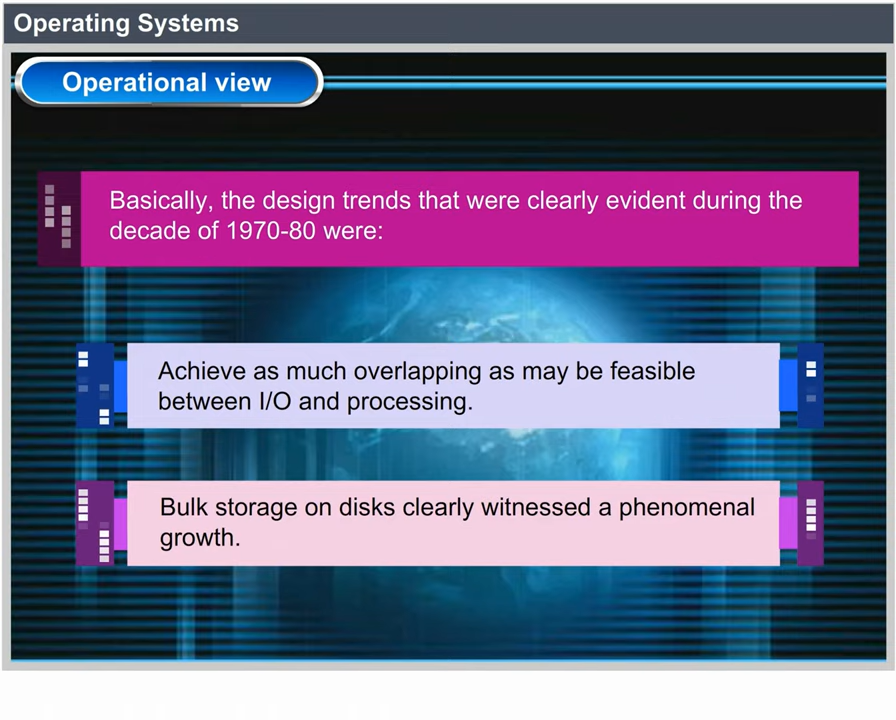 Operating Systems
Operational view
Basically, the design trends that were clearly evident during the
decade of 1970-80 were:
Achieve as much overlapping as may be feasible
between I/O and processing.
Bulk storage on disks clearly witnessed a phenomenal
growth.